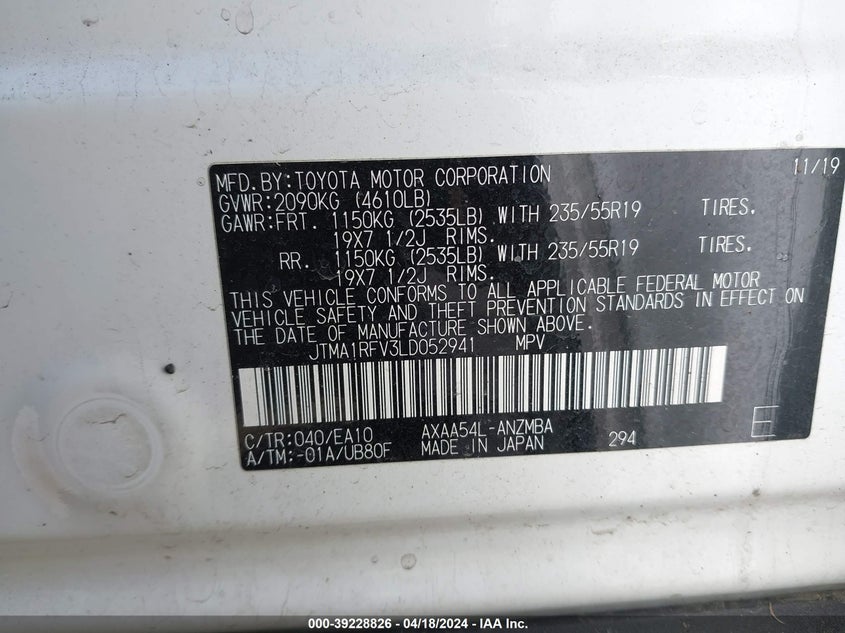 11/19
MFD.BY:TOYOTA MOTOR CORPORATION
GVWR:2090KG (4610LB)
GAWR:FRT. 1150KG (2535LB) WITH 235/55R19 TIRES.
19X7 1/2J RIMS.
RR. 1150KG (2535LB) WITH 235/55R19 TIRES.
19X7 1/2J RIMS.
THIS VEHICLE CONFORMS TO ALL APPLICABLE FEDERAL MOTOR
VEHICLE SAFETY AND THEFT PREVENTION STANDARDS IN EFFECT ON
THE DATE OF MANUFACTURE SHOWN ABOVE.
JTMA1RFV3LD052941 MPV
C/TR:040/EA10 AXAA54L-ANZMBA
A/TM:-01A/UB80F MADE IN JAPAN 294 E
000-39228826 - 04/18/2024 - IAA Inc.